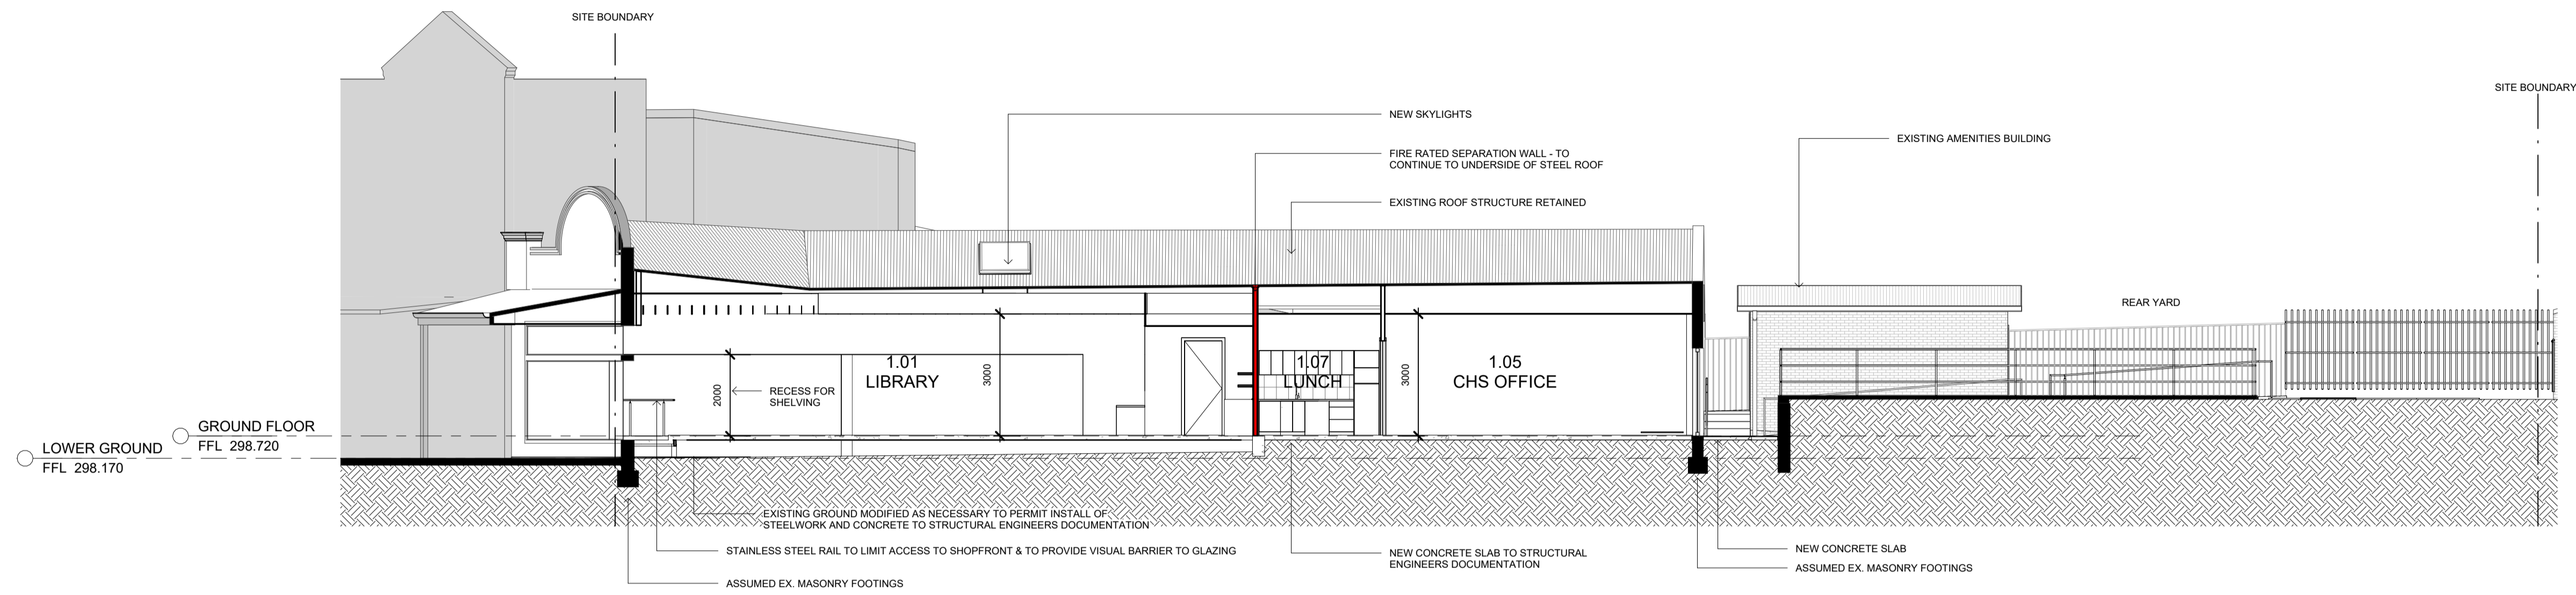 SITE BOUNDARY
SITE BOUNDARY
NEW SKYLIGHTS
EXISTING AMENITIES BUILDING
FIRE RATED SEPARATION WALL - TO
CONTINUE TO UNDERSIDE OF STEEL ROOF
EXISTING ROOF STRUCTURE RETAINED
REAR YARD
1.01
LIBRARY
3000
1.07
LUNCH
3000
1.05
CHS OFFICE
2000
RECESS FOR
SHELVING
GROUND FLOOR
FFL 298.720
LOWER GROUND
FFL 298.170
EXISTING GROUND MODIFIED AS NECESSARY TO PERMIT INSTALL OF
STEELWORK AND CONCRETE TO STRUCTURAL ENGINEERS DOCUMENTATION
STAINLESS STEEL RAIL TO LIMIT ACCESS TO SHOPFRONT & TO PROVIDE VISUAL BARRIER TO GLAZING
NEW CONCRETE SLAB TO STRUCTURAL
ENGINEERS DOCUMENTATION
NEW CONCRETE SLAB
ASSUMED EX. MASONRY FOOTINGS
ASSUMED EX. MASONRY FOOTINGS